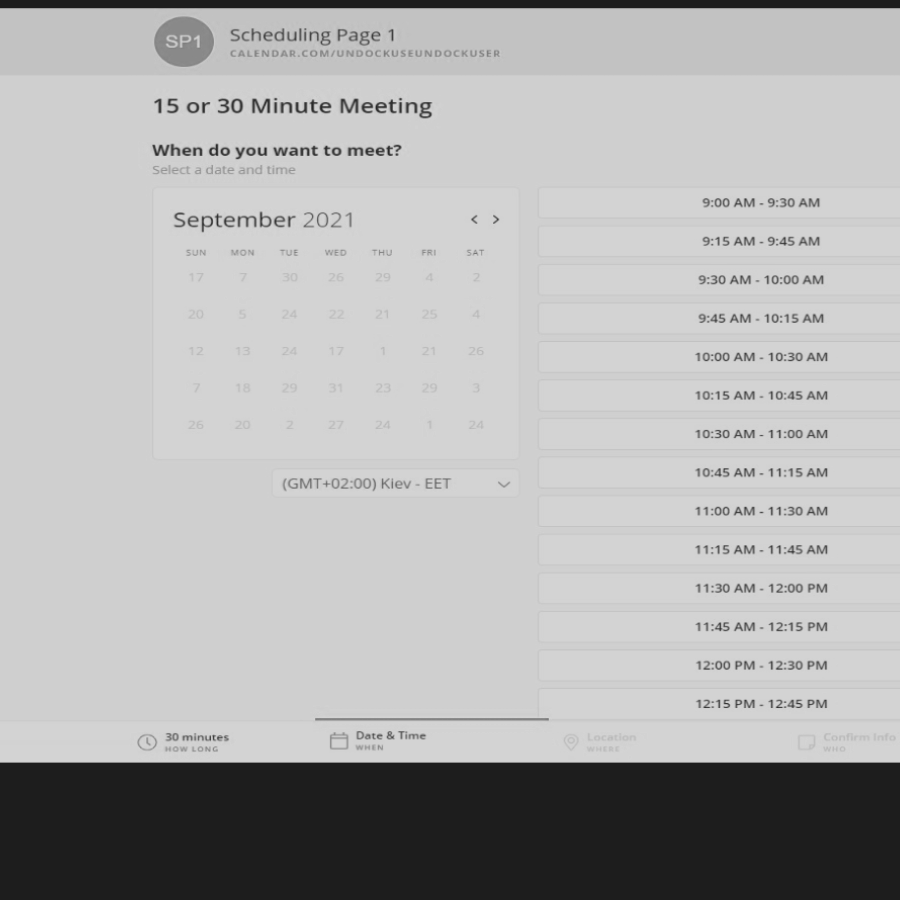 SP1
Scheduling Page 1
CALENDAR.COM/UNDOCKUSEUNDOCKUSER
15 or 30 Minute Meeting
When do you want to meet?
Select a date and time
September 2021 < >
SUN MON TUE WED THU FRI SAT
17 7 30 26 29 4 2
20 5 24 22 21 25 4
12 13 24 17 1 21 26
7 18 29 31 23 29 3
26 20 2 27 24 1 24
(GMT+02:00) Kiev - EET
9:00 AM - 9:30 AM
9:15 AM - 9:45 AM
9:30 AM - 10:00 AM
9:45 AM - 10:15 AM
10:00 AM - 10:30 AM
10:15 AM - 10:45 AM
10:30 AM - 11:00 AM
10:45 AM - 11:15 AM
11:00 AM - 11:30 AM
11:15 AM - 11:45 AM
11:30 AM - 12:00 PM
11:45 AM - 12:15 PM
12:00 PM - 12:30 PM
12:15 PM - 12:45 PM
30 minutes
HOW LONG
Date & Time
WHEN
Location
WHERE
Confirm Info
WHO